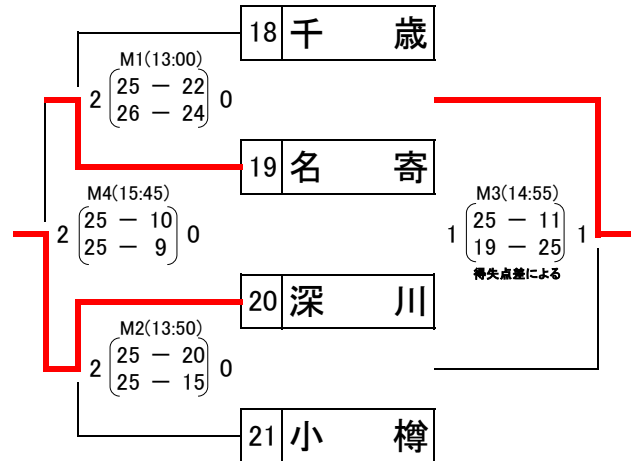 18 千 歳
M1(13:00)
2 25 － 22 0
26 － 24
19 名 寄
M4(15:45)
2 25 － 10 0
25 － 9
M3(14:55)
1 25 － 11 1
19 － 25
得失点差による
20 深 川
M2(13:50)
2 25 － 20 0
25 － 15
21 小 樽